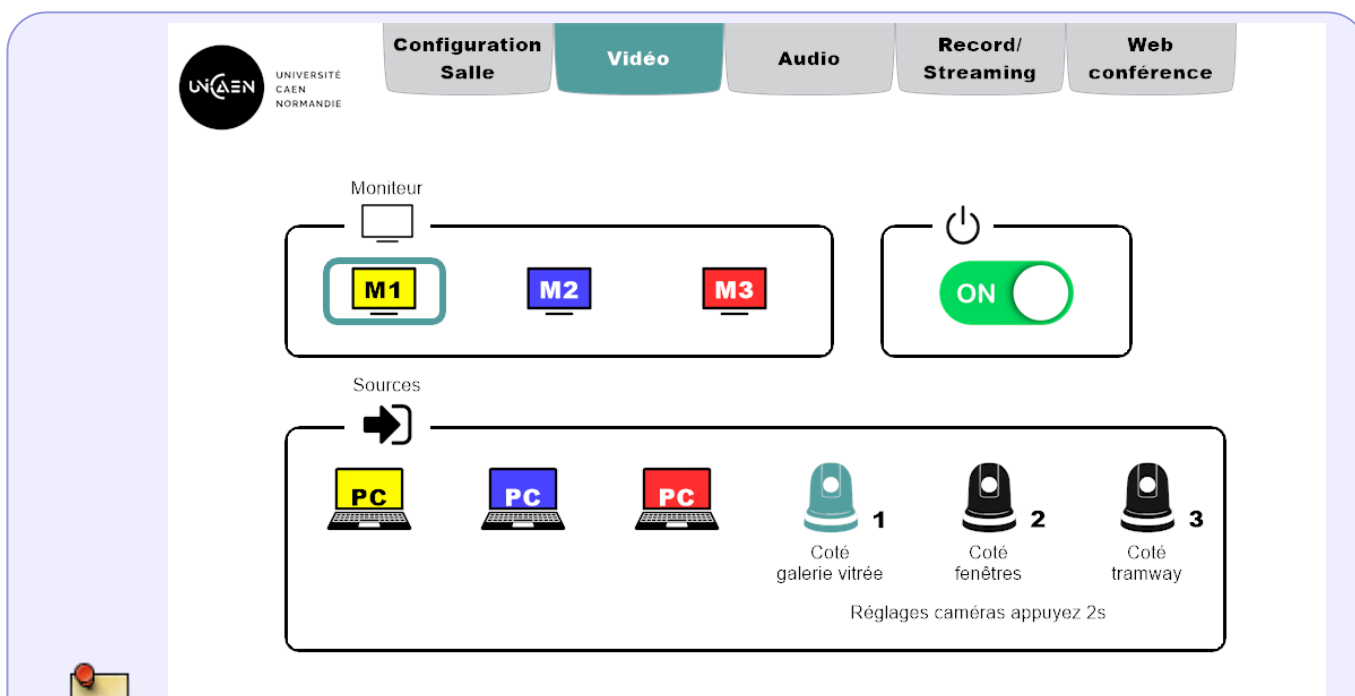 UNICAEN
UNIVERSITÉ
CAEN
NORMANDIE
Configuration
Salle
Vidéo
Audio
Record/
Streaming
Web
conférence
Moniteur
M1 M2 M3
ON
Sources
PC PC PC 1 2 3
Coté
galerie vitrée
Coté
fenêtres
Coté
tramway
Réglages caméras appuyez 2s